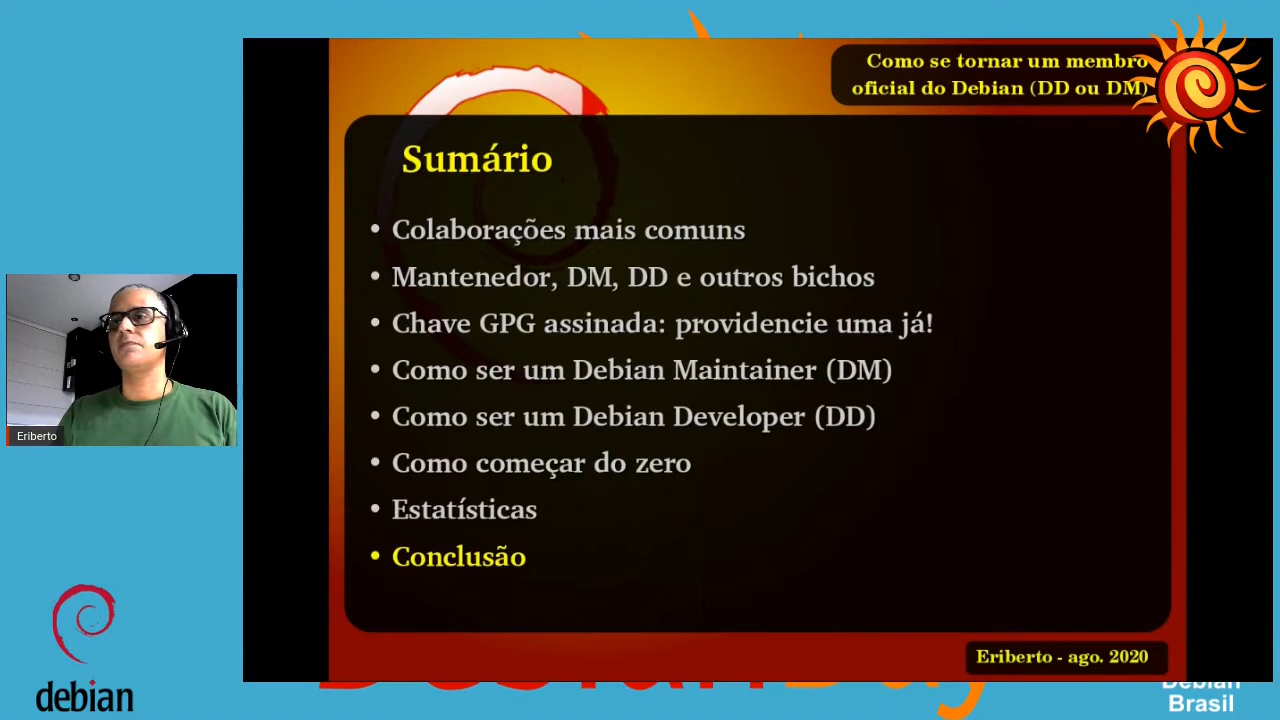 Como se tornar um membro
oficial do Debian (DD ou DM)
Sumário
• Colaborações mais comuns
• Mantenedor, DM, DD e outros bichos
• Chave GPG assinada: providencie uma já!
• Como ser um Debian Maintainer (DM)
• Como ser um Debian Developer (DD)
• Como começar do zero
• Estatísticas
• Conclusão
Eriberto - ago. 2020
Eriberto
debian
Debian
Brasil